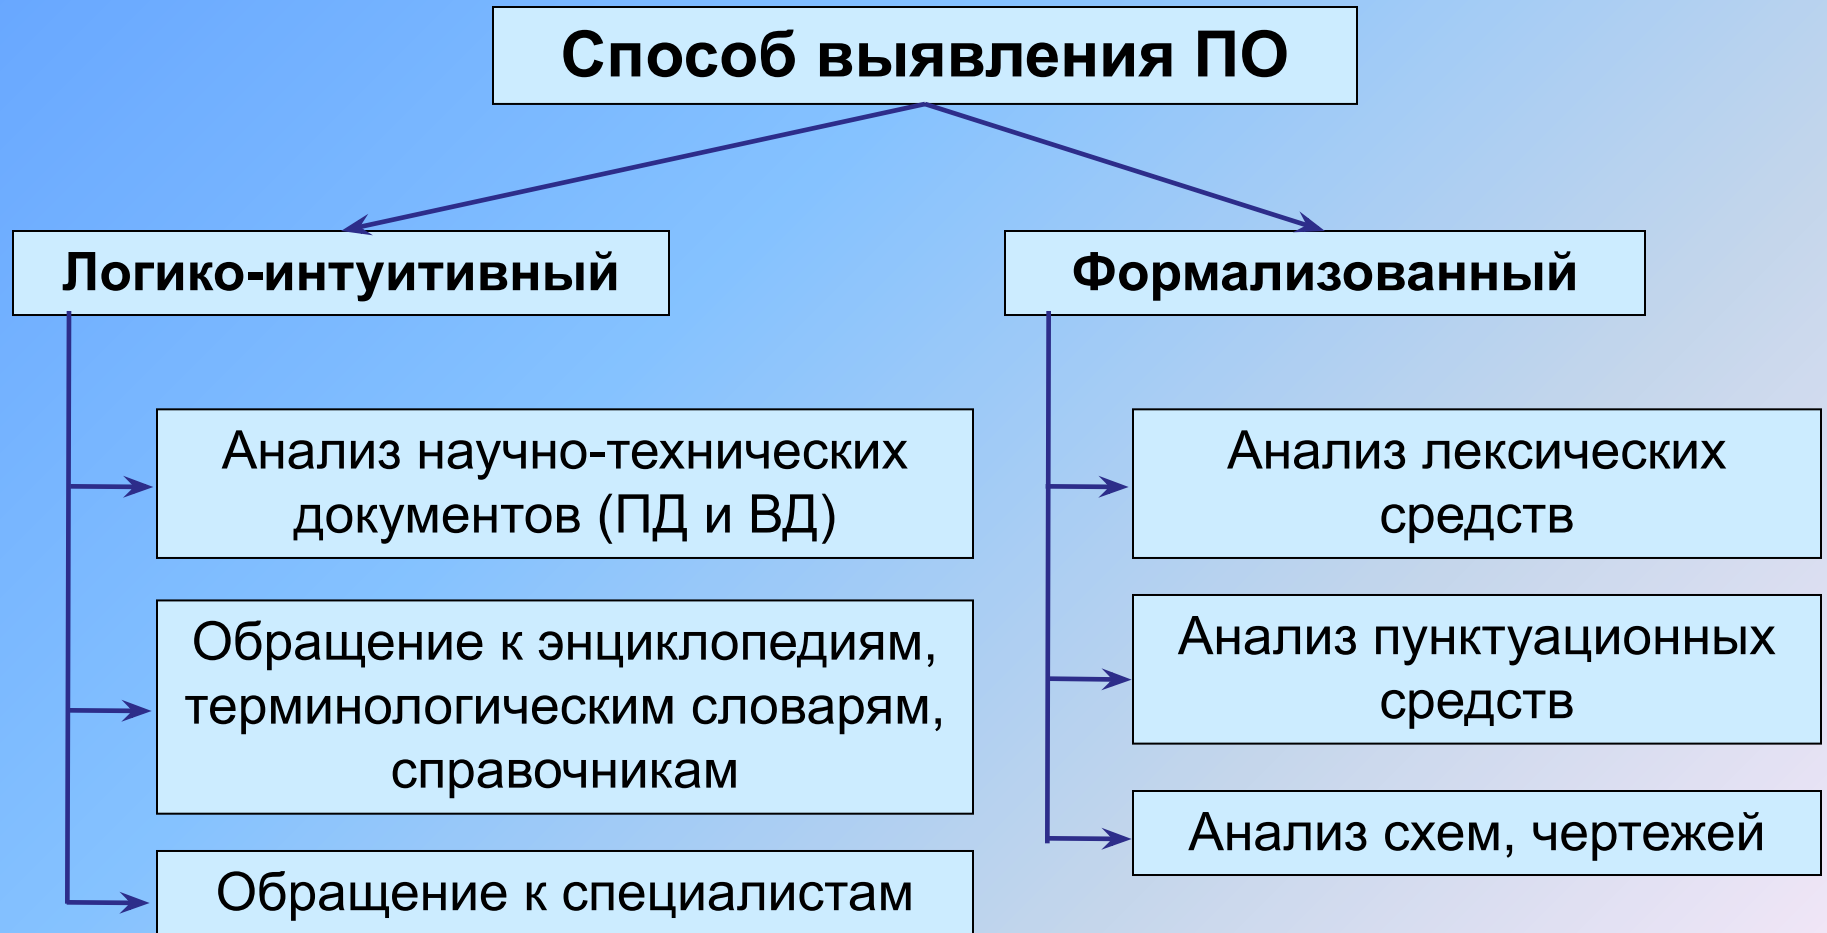 Способ выявления ПО
Логико-интуитивный
Анализ научно-технических
документов (ПД и ВД)
Обращение к энциклопедиям,
терминологическим словарям,
справочникам
Обращение к специалистам
Формализованный
Анализ лексических
средств
Анализ пунктуационных
средств
Анализ схем, чертежей